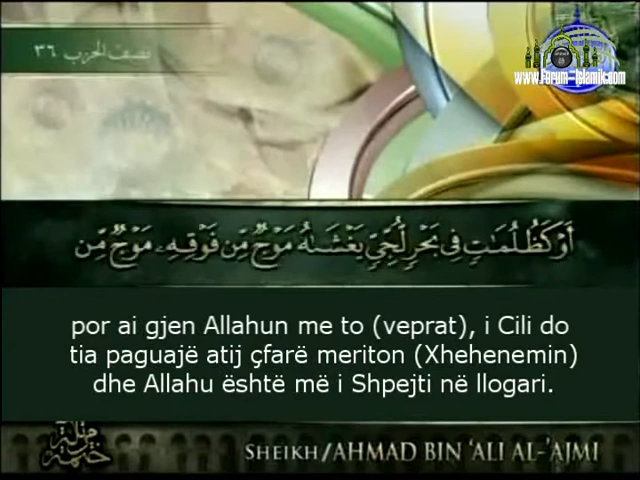 نصف الحزب ٣٦
www.Forum-Islamik.com
أَوْ كَظُلُمَـٰتٍ فِى بَحْرٍ لُّجِّىٍّ يَغْشَىٰهُ مَوْجٌ مِّن فَوْقِهِۦ مَوْجٌ مِّن
por ai gjen Allahun me to (veprat), i Cili do
tia paguajë atij çfarë meriton (Xhehenemin)
dhe Allahu është më i Shpejti në llogari.
SHEIKH/AHMAD BIN 'ALI AL-'AJMI